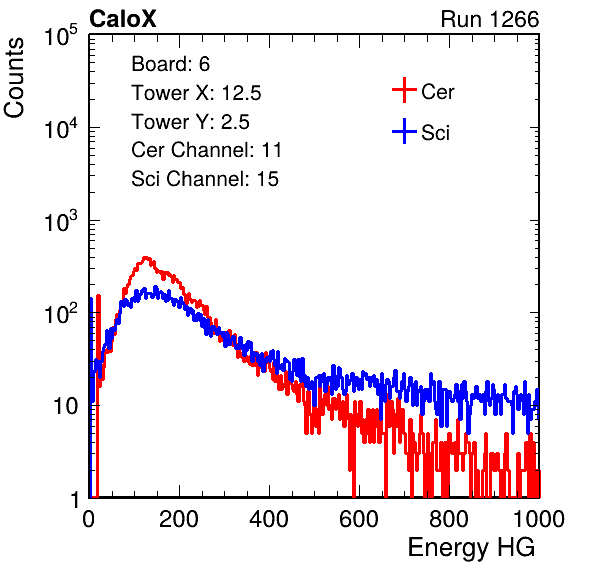 CaloX Run 1266
Counts
Board: 6
Tower X: 12.5
Tower Y: 2.5
Cer Channel: 11
Sci Channel: 15
Cer
Sci
10^5
10^4
10^3
10^2
10
1
0 200 400 600 800 1000
Energy HG